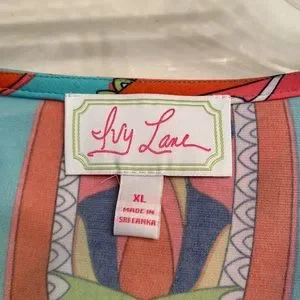 Ivy Lane
XL
MADE IN
SRI LANKA